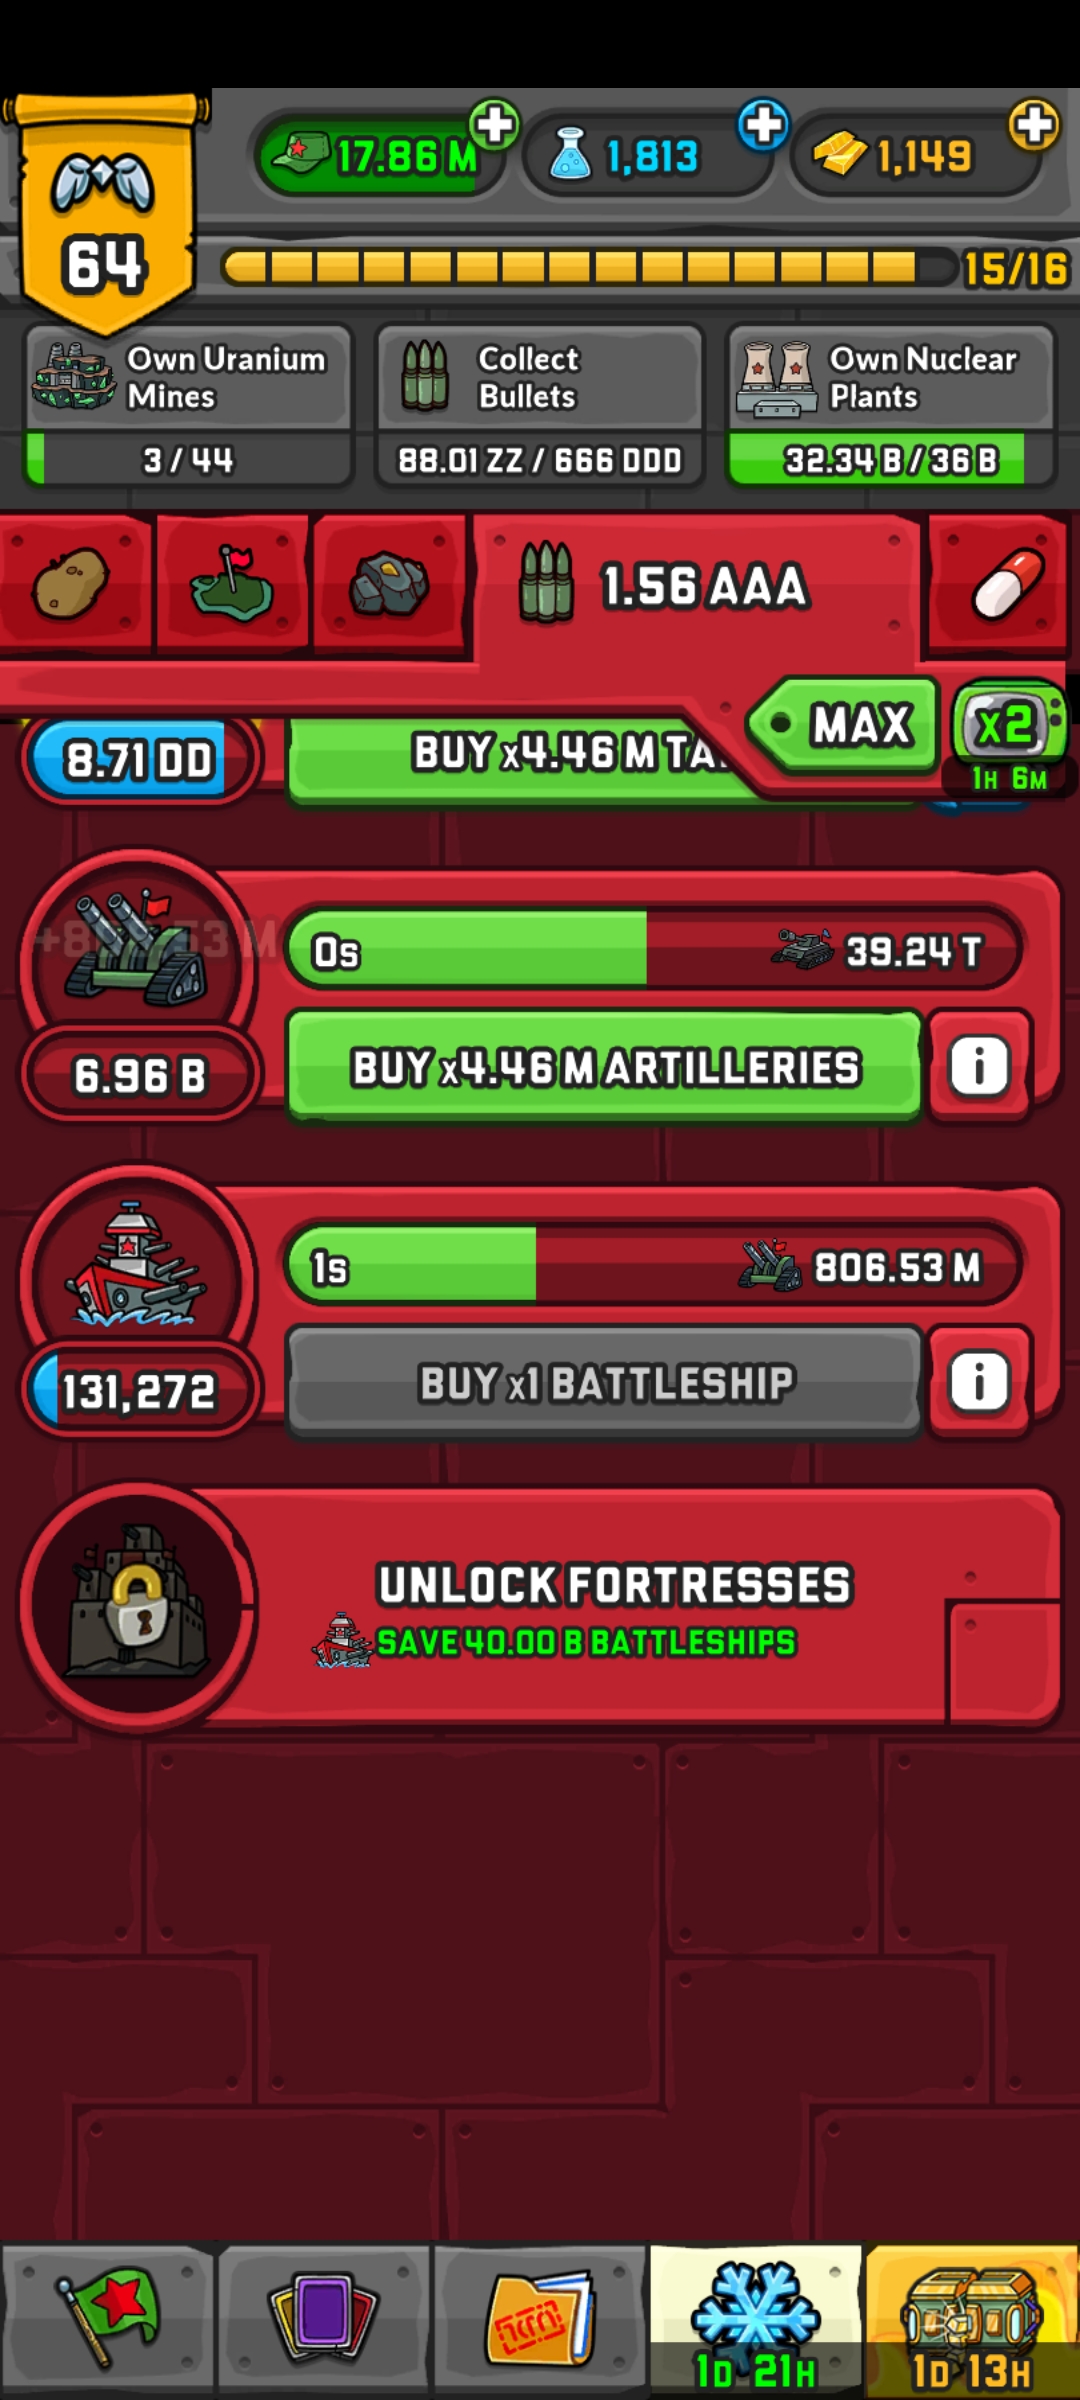 17.86 M
1,813
1,149
64
15/16
Own Uranium
Mines
3 / 44
Collect
Bullets
88.01 ZZ / 666 DDD
Own Nuclear
Plants
32.34 B / 36 B
1.56 AAA
MAX
x2
1H 6M
8.71 DD
BUY x4.46 M TA
0s
39.24 T
6.96 B
BUY x4.46 M ARTILLERIES
i
1s
806.53 M
131,272
BUY x1 BATTLESHIP
i
UNLOCK FORTRESSES
SAVE 40.00 B BATTLESHIPS
1D 21H
1D 13H